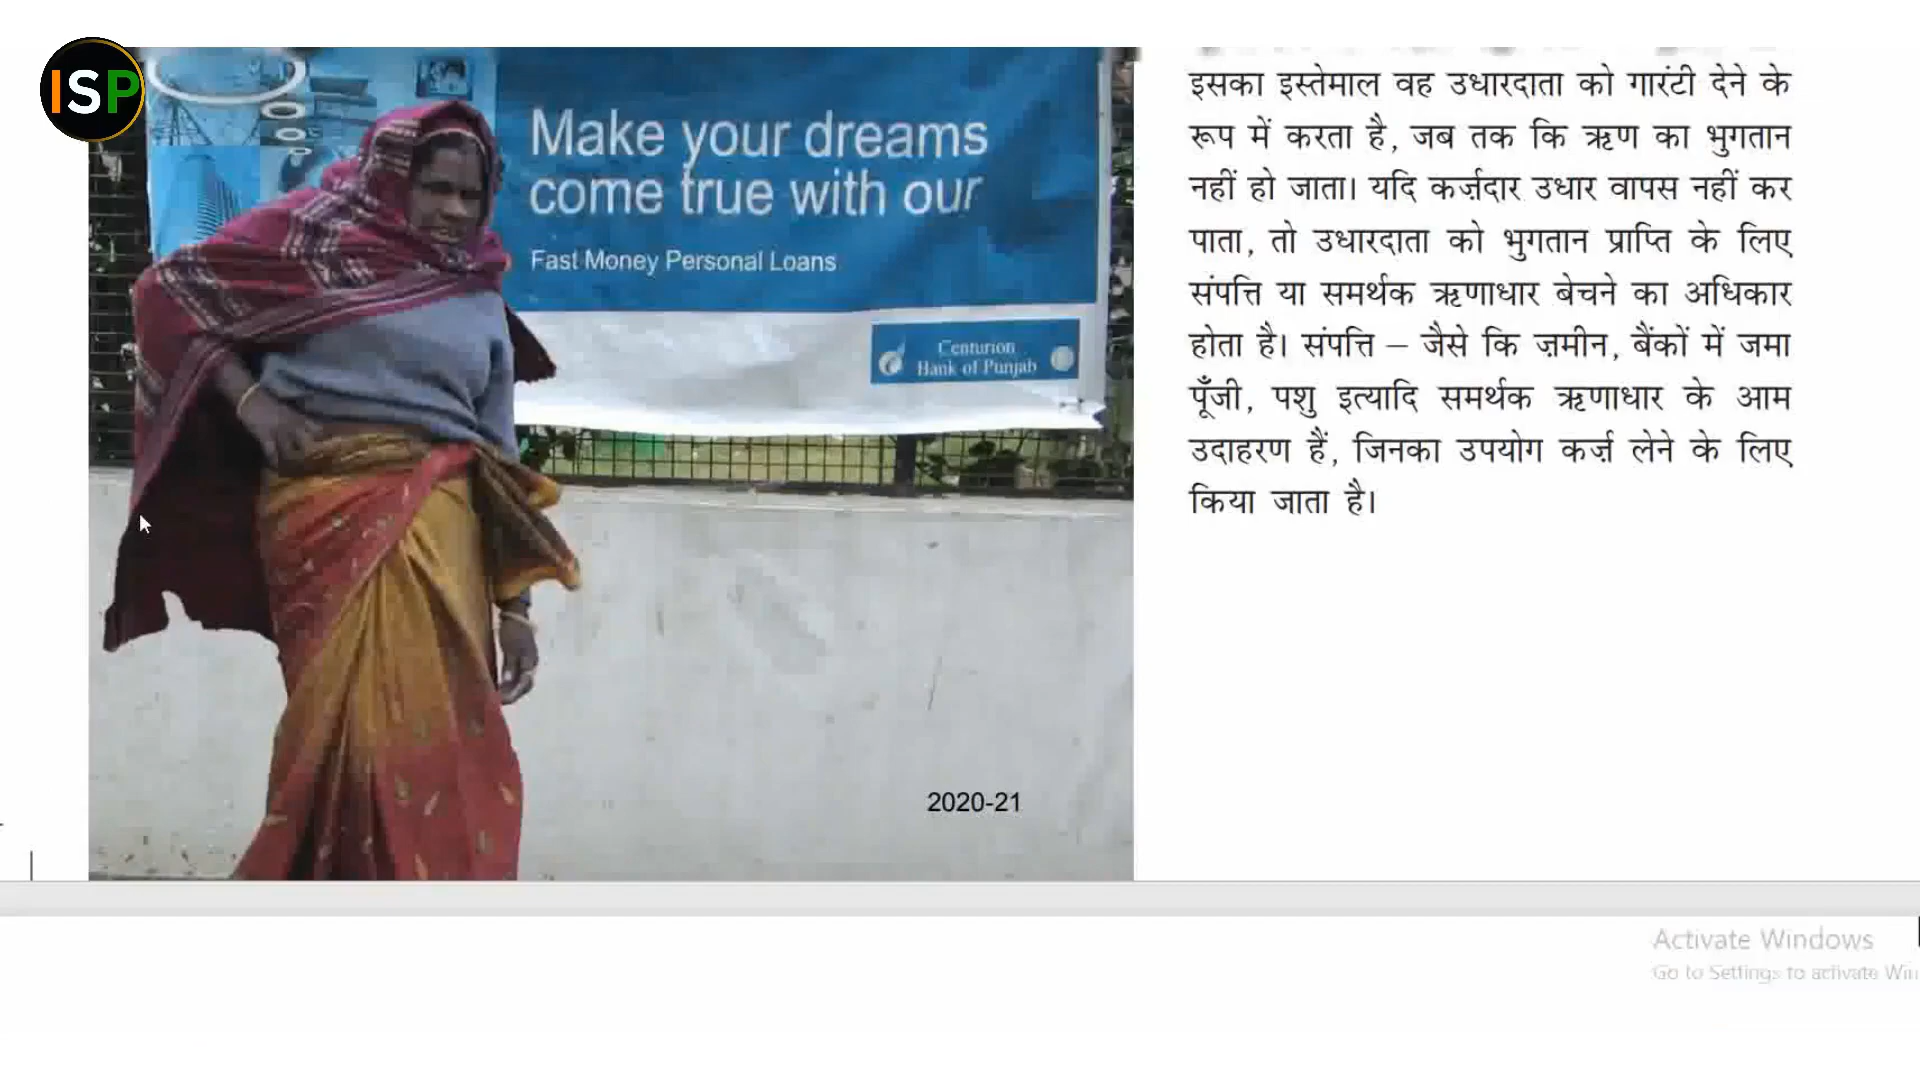 ISP
Make your dreams
come true with our
Fast Money Personal Loans
Centurion
Bank of Punjab
2020-21
इसका इस्तेमाल वह उधारदाता को गारंटी देने के
रूप में करता है, जब तक कि ऋण का भुगतान
नहीं हो जाता। यदि कर्ज़दार उधार वापस नहीं कर
पाता, तो उधारदाता को भुगतान प्राप्ति के लिए
संपत्ति या समर्थक ऋणाधार बेचने का अधिकार
होता है। संपत्ति – जैसे कि ज़मीन, बैंकों में जमा
पूँजी, पशु इत्यादि समर्थक ऋणाधार के आम
उदाहरण हैं, जिनका उपयोग कर्ज़ लेने के लिए
किया जाता है।
Activate Windows
Go to Settings to activate Win